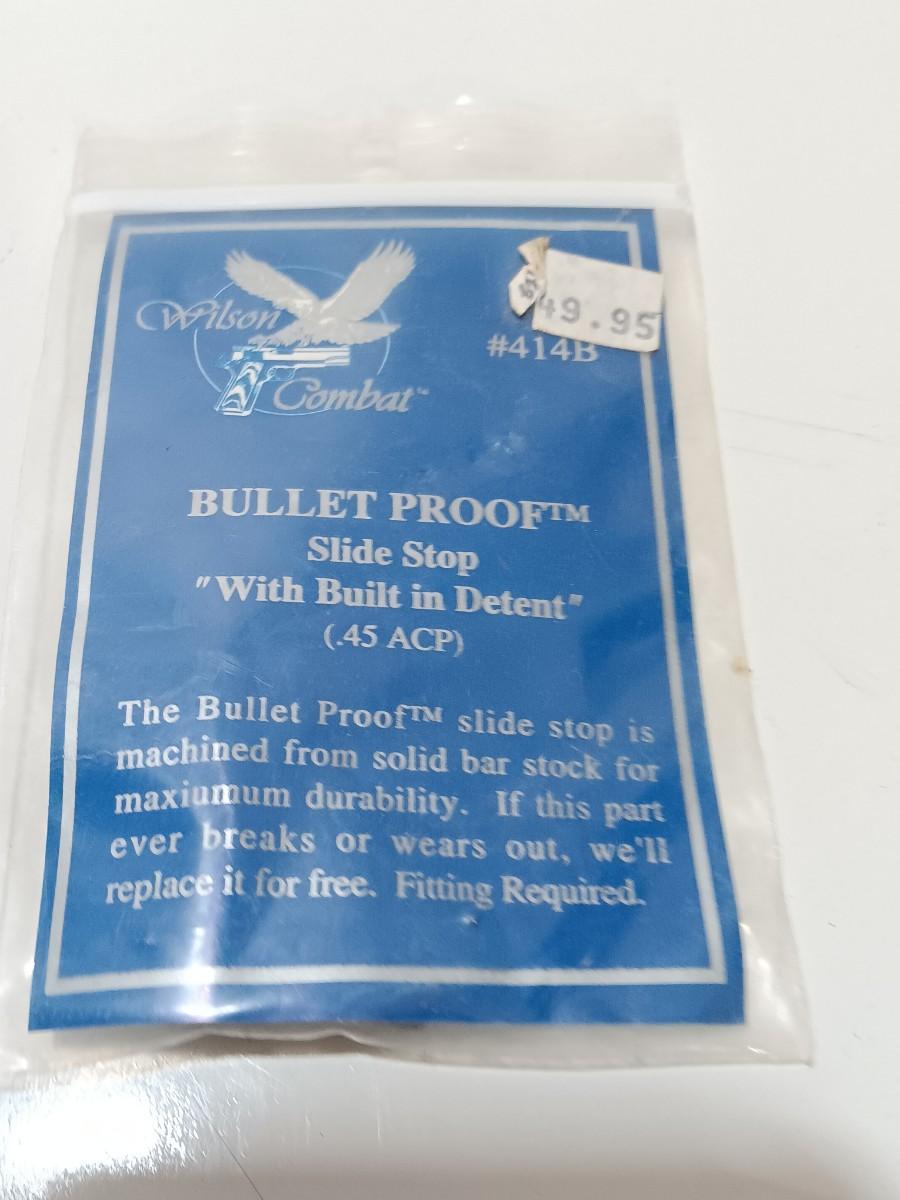 Wilson
Combat™
49.95
#414B
BULLET PROOF™
Slide Stop
"With Built in Detent"
(.45 ACP)
The Bullet Proof™ slide stop is
machined from solid bar stock for
maxiumum durability. If this part
ever breaks or wears out, we'll
replace it for free. Fitting Required.